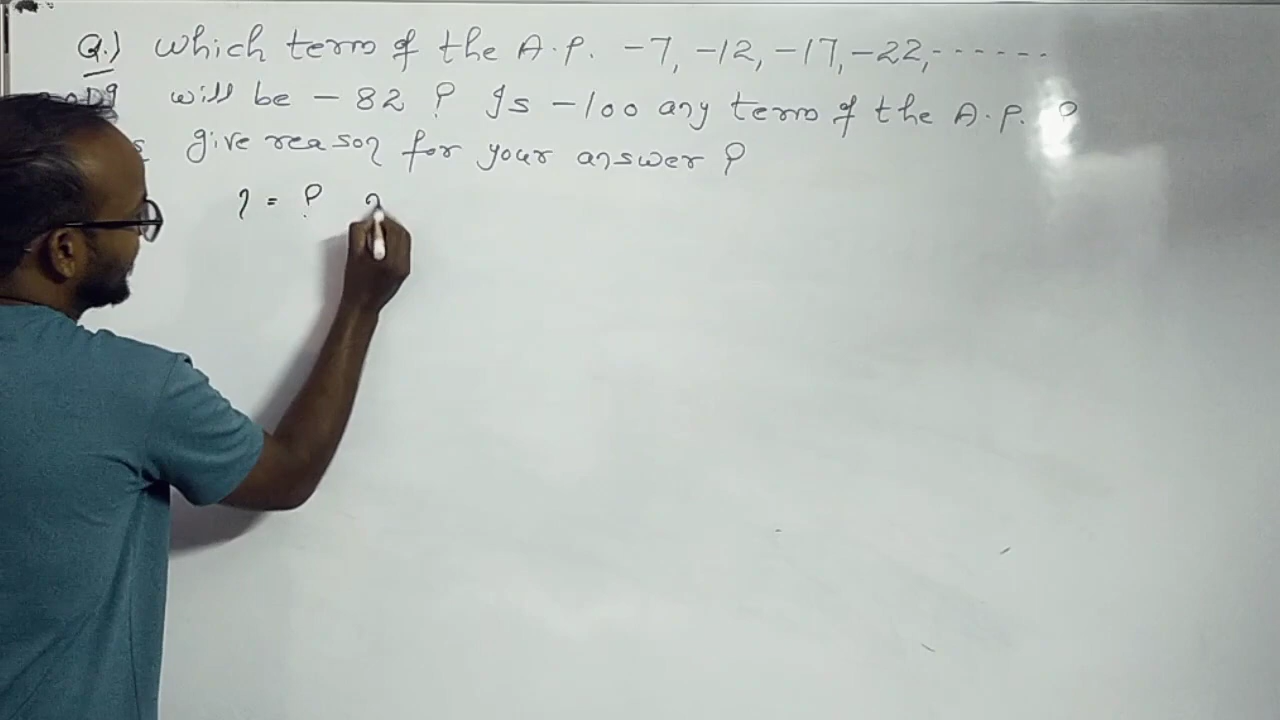 Q.) Which term of the A.P. -7, -12, -17, -22, ------
will be - 82 ? Is -100 any term of the A.P. ?
give reason for your answer ?
n = ?